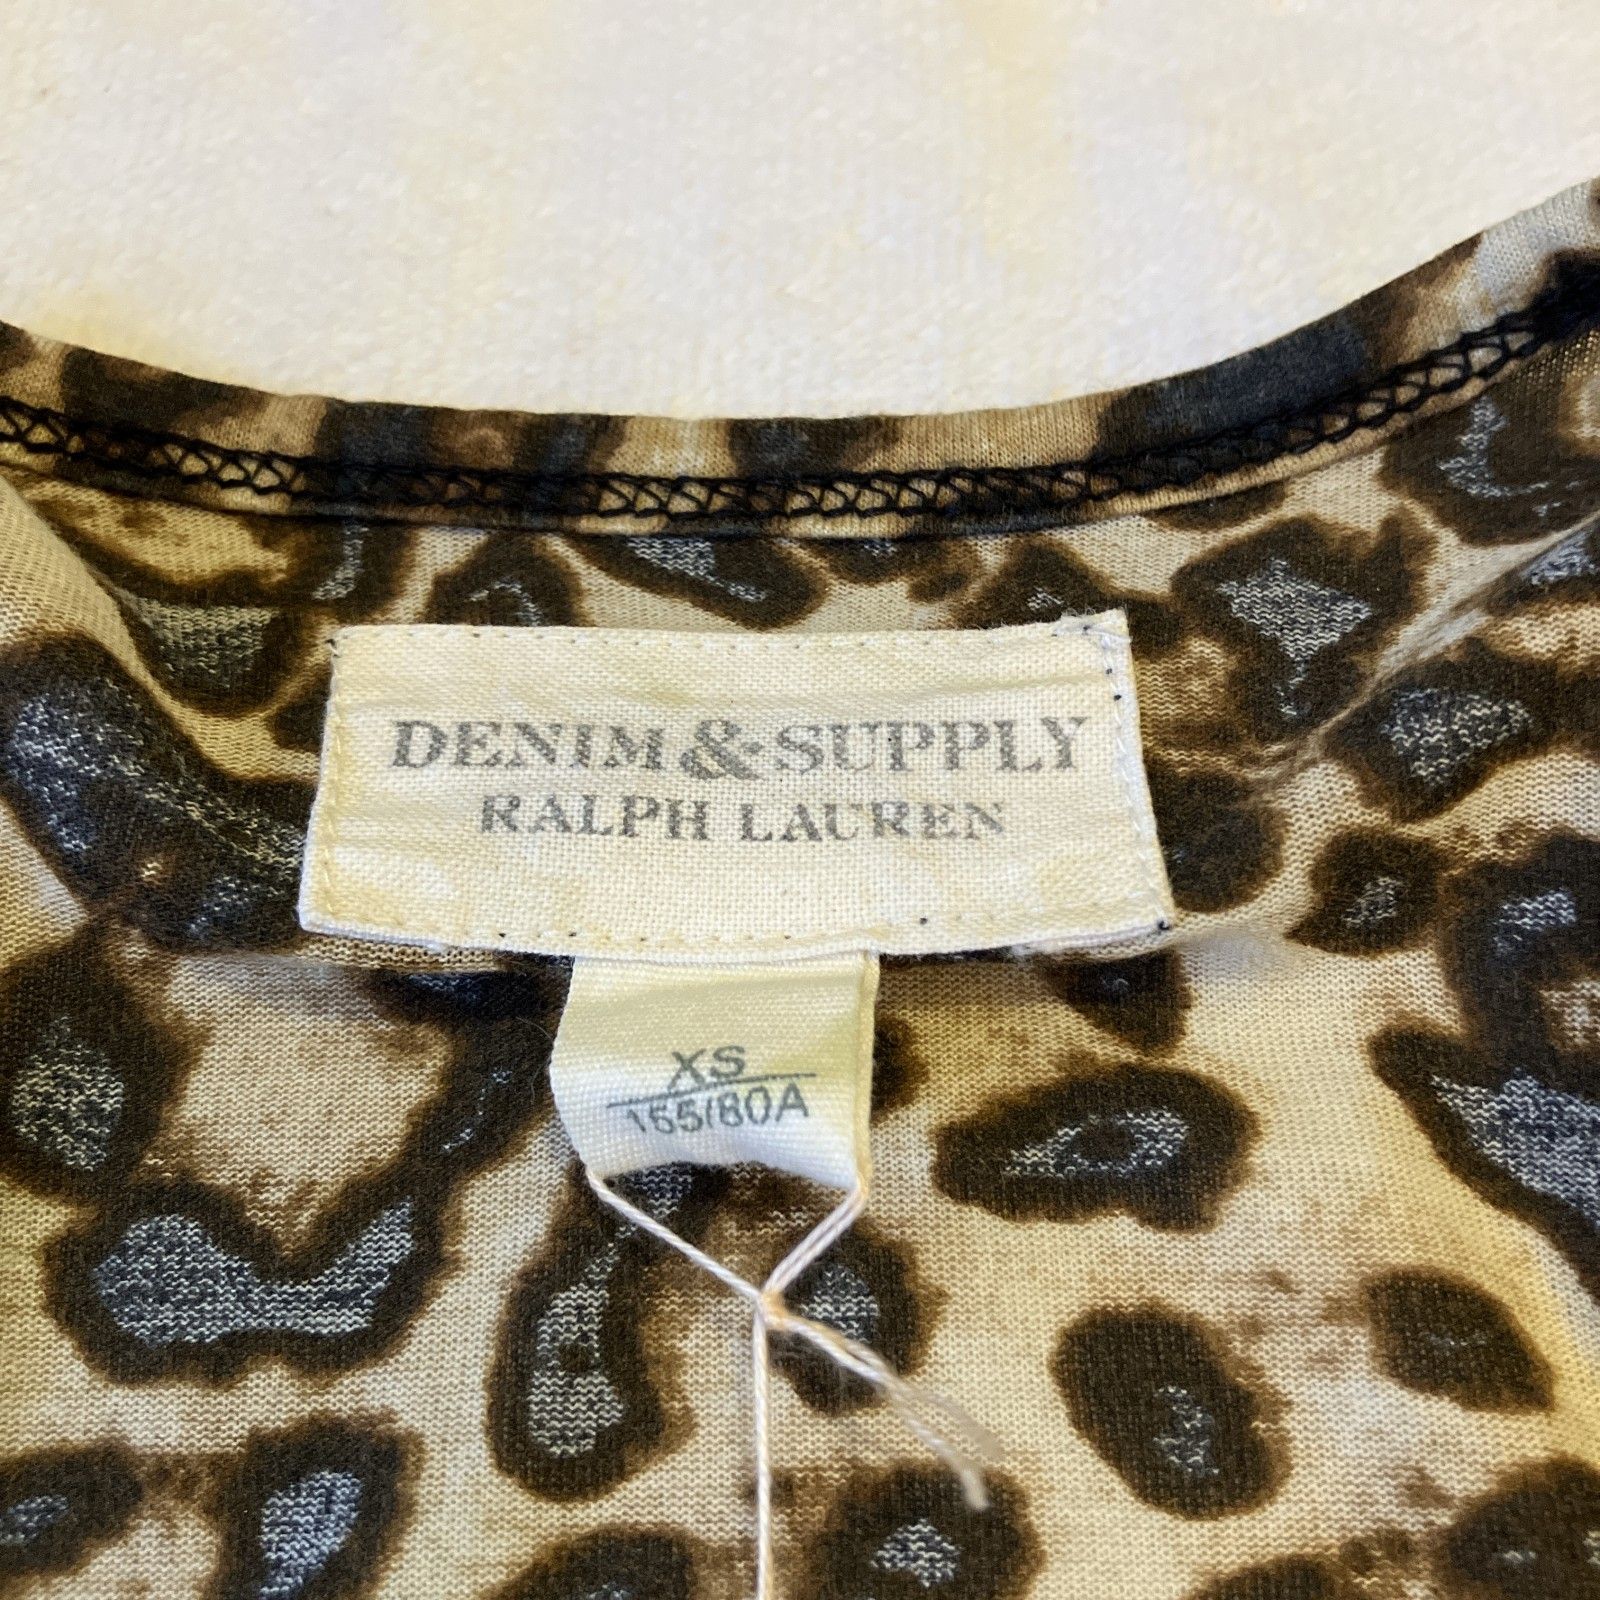 DENIM & SUPPLY
RALPH LAUREN
XS
155/80A